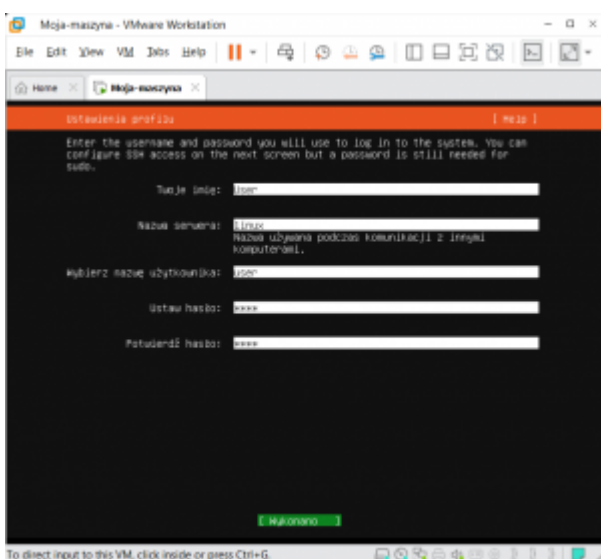 Moja-maszyna - VMware Workstation
File Edit View VM Tabs Help
Home Moja-maszyna
Ustawienia profilu [ Help ]
Enter the username and password you will use to log in to the system. You can
configure SSH access on the next screen but a password is still needed for
sudo.
Twoje imię: User
Nazwa serwera: linux
Nazwa używana podczas komunikacji z innymi
komputerami.
Wybierz nazwę użytkownika: user
Ustaw hasło: ****
Potwierdź hasło: ****
[ Wykonano ]
To direct input to this VM, click inside or press Ctrl+G.